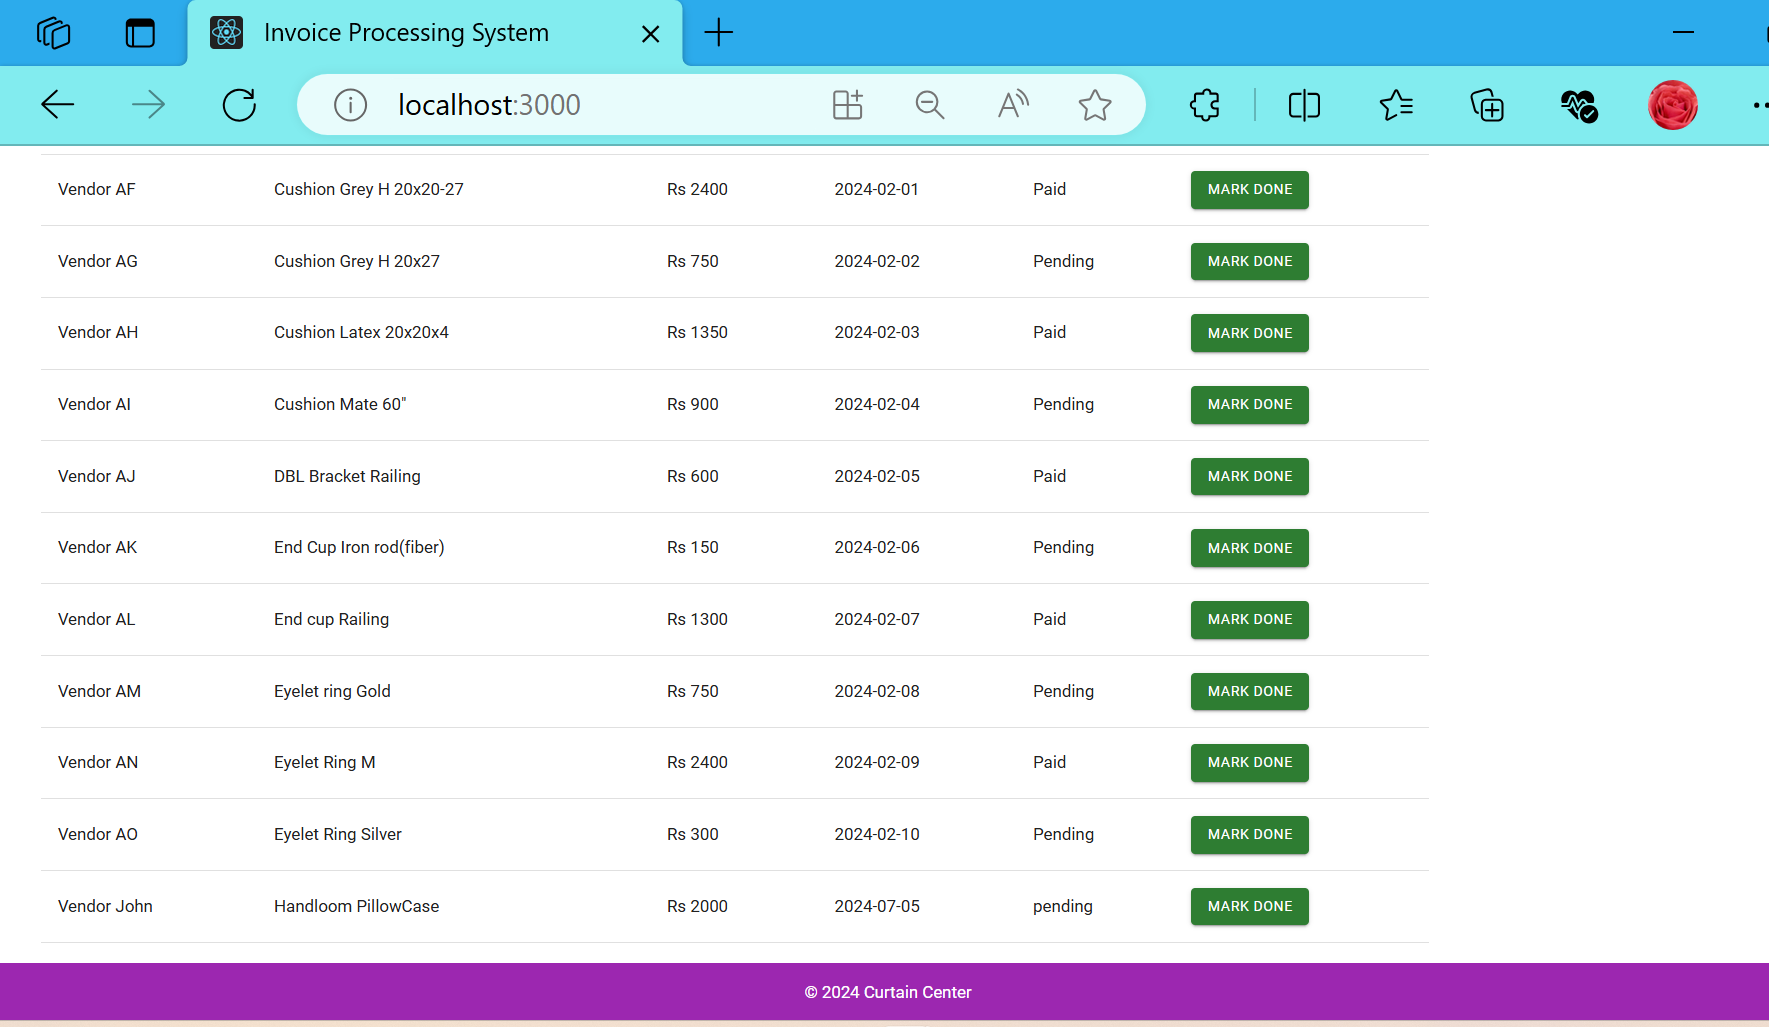 Invoice Processing System
localhost:3000
Vendor AF Cushion Grey H 20x20-27 Rs 2400 2024-02-01 Paid MARK DONE
Vendor AG Cushion Grey H 20x27 Rs 750 2024-02-02 Pending MARK DONE
Vendor AH Cushion Latex 20x20x4 Rs 1350 2024-02-03 Paid MARK DONE
Vendor AI Cushion Mate 60" Rs 900 2024-02-04 Pending MARK DONE
Vendor AJ DBL Bracket Railing Rs 600 2024-02-05 Paid MARK DONE
Vendor AK End Cup Iron rod(fiber) Rs 150 2024-02-06 Pending MARK DONE
Vendor AL End cup Railing Rs 1300 2024-02-07 Paid MARK DONE
Vendor AM Eyelet ring Gold Rs 750 2024-02-08 Pending MARK DONE
Vendor AN Eyelet Ring M Rs 2400 2024-02-09 Paid MARK DONE
Vendor AO Eyelet Ring Silver Rs 300 2024-02-10 Pending MARK DONE
Vendor John Handloom PillowCase Rs 2000 2024-07-05 pending MARK DONE
© 2024 Curtain Center